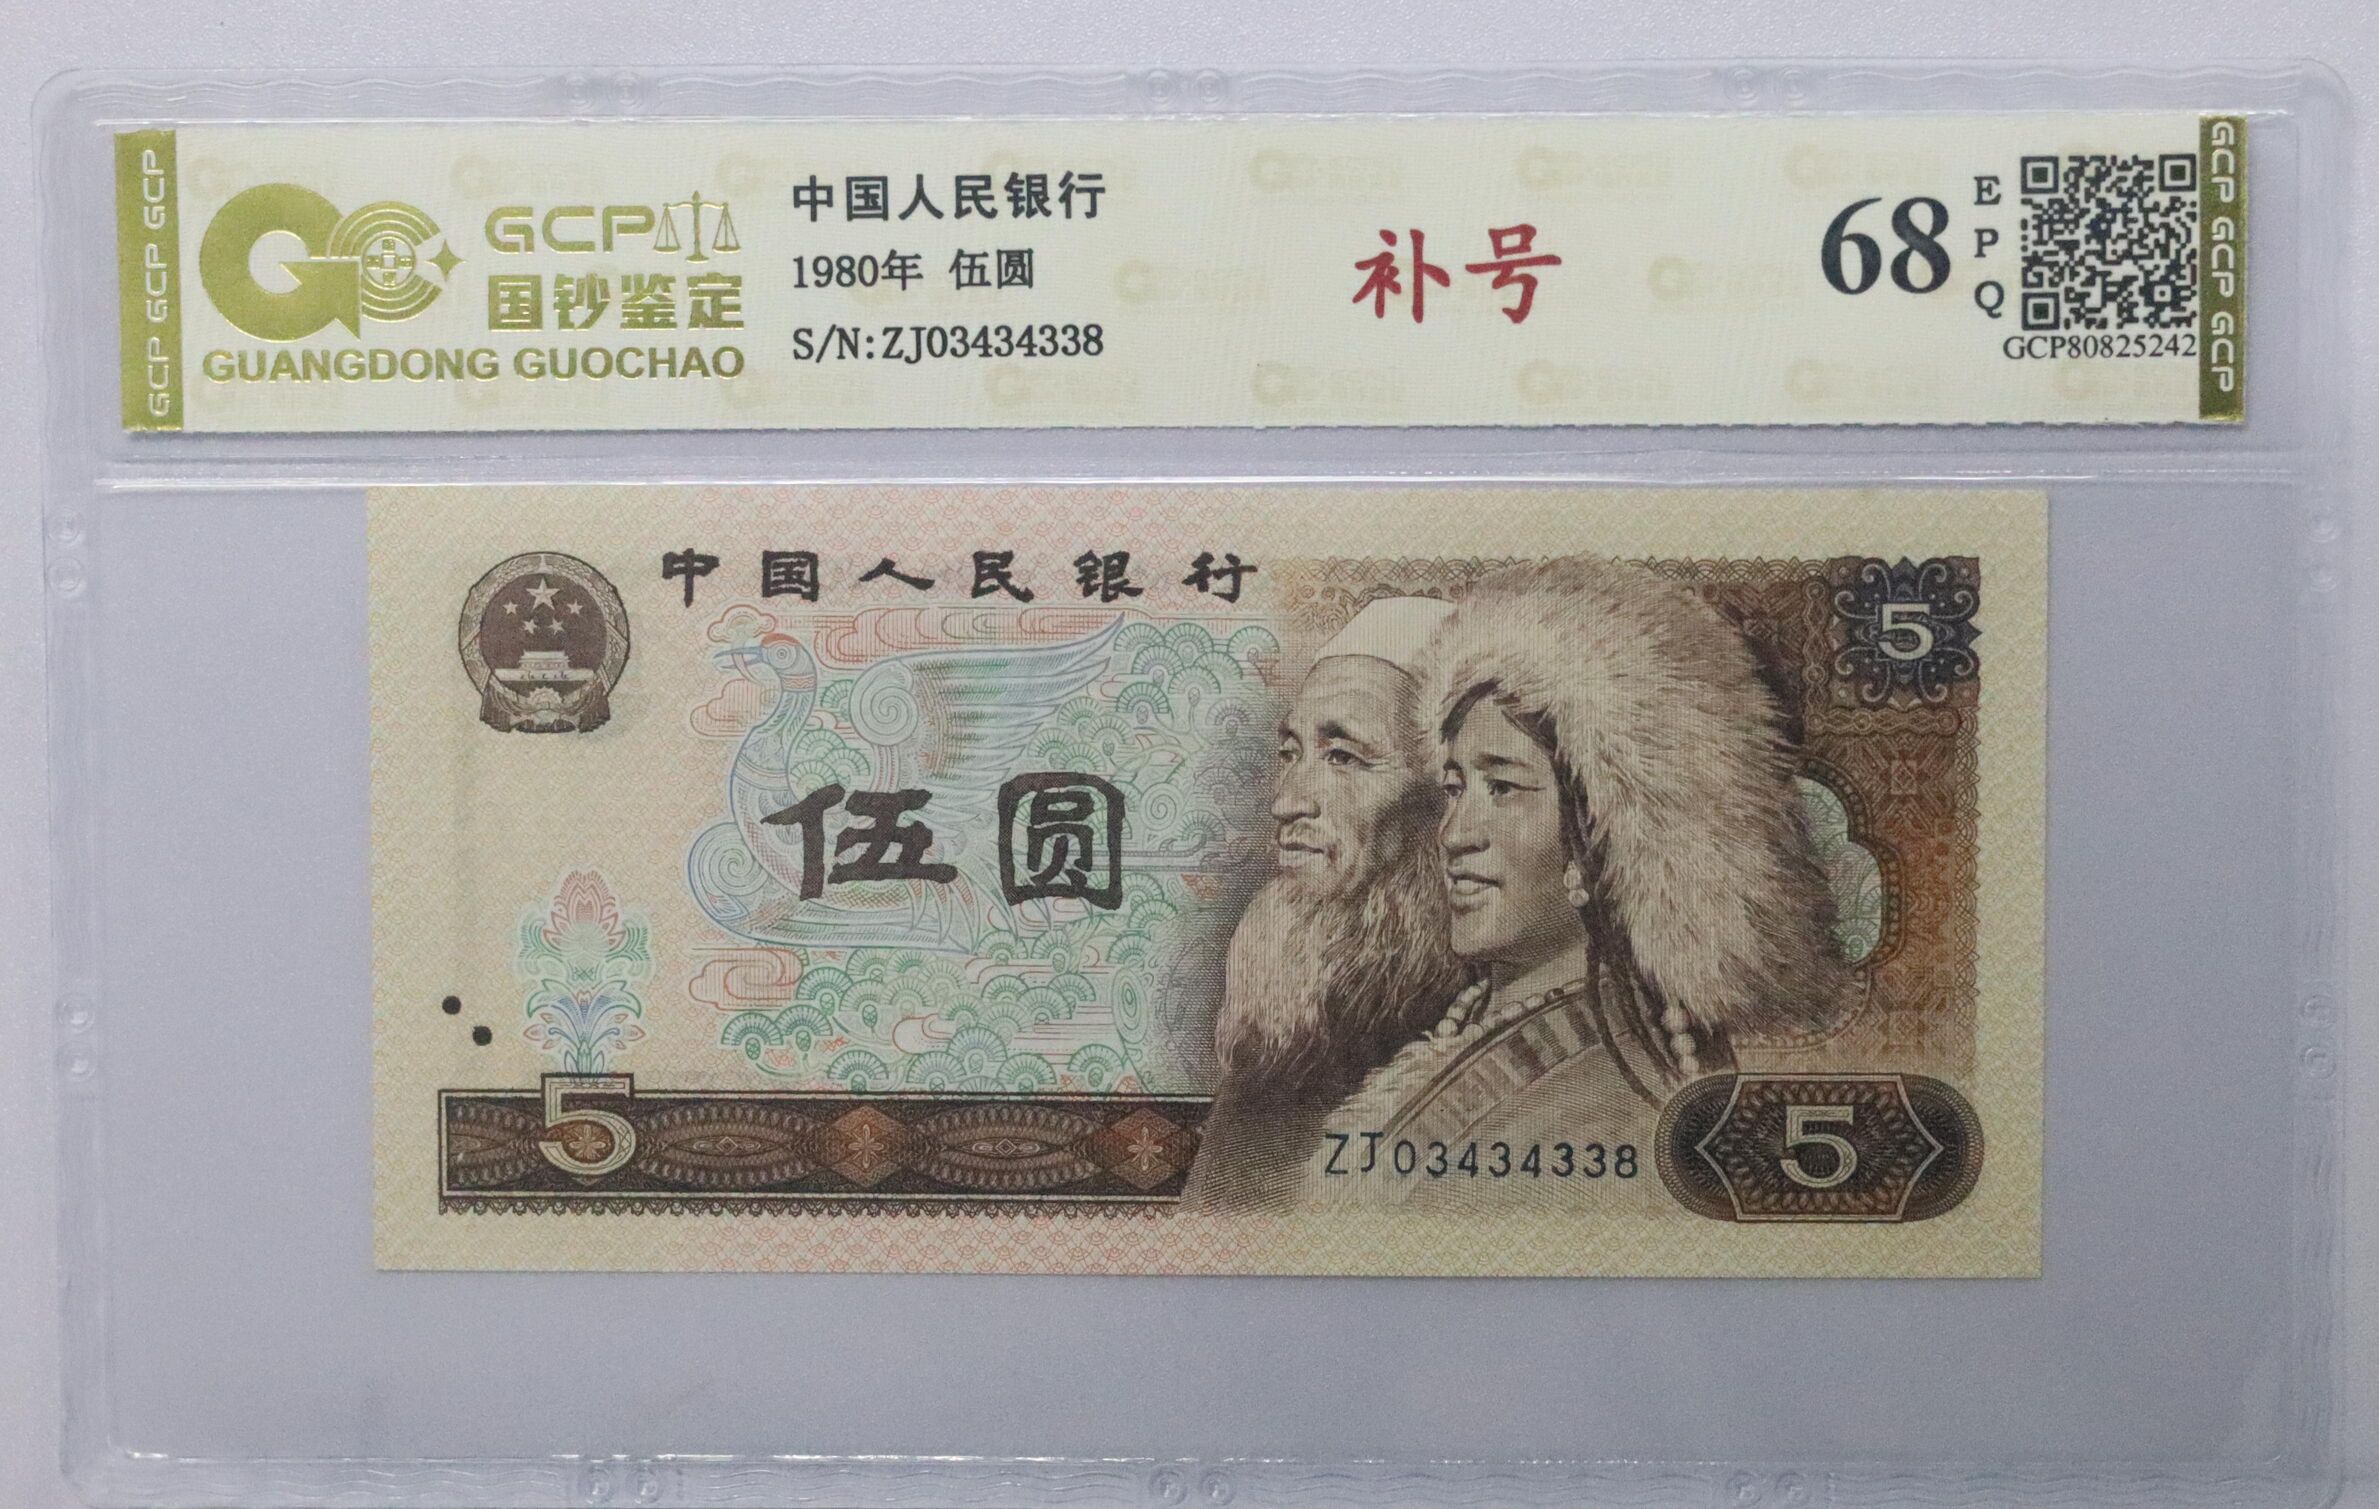 GCP GCP GCP
GCP
国钞鉴定
GUANGDONG GUOCHAO
中国人民银行
1980年 伍圆
S/N:ZJ03434338
补号
68
EPQ
GCP80825242
GCP GCP GCP
中国人民银行
5
伍圆
5
ZJ03434338
5